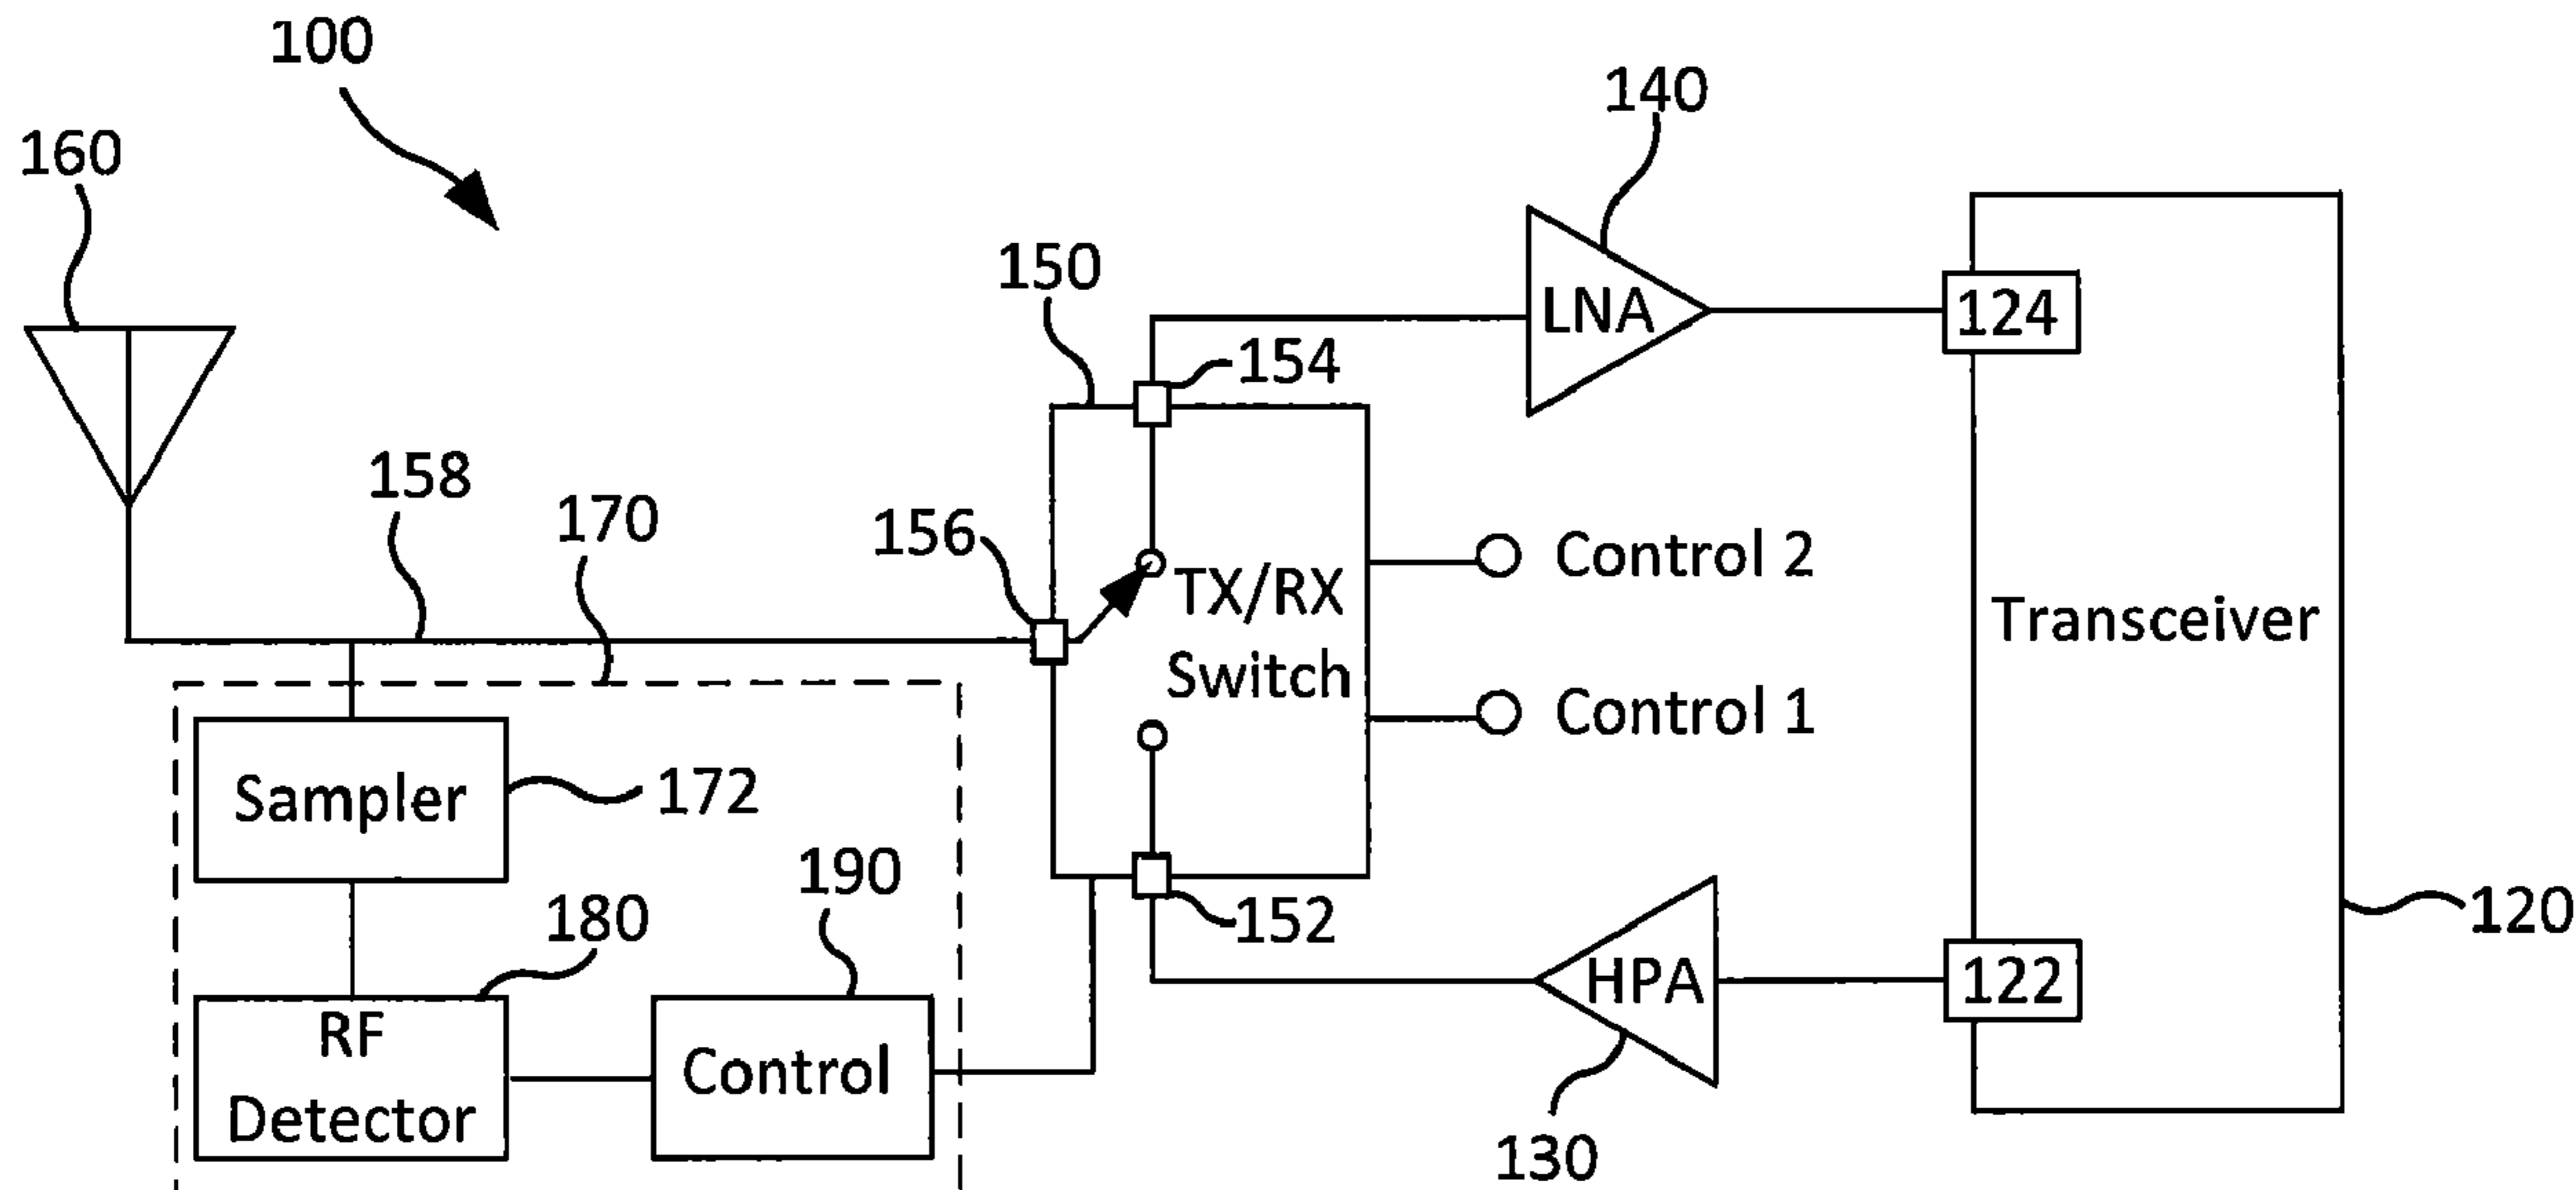 100
140
160
150
154
LNA
124
158
170
156
Control 2
TX/RX
Switch
Transceiver
Control 1
Sampler
172
190
180
152
120
RF
Detector
Control
HPA
122
130